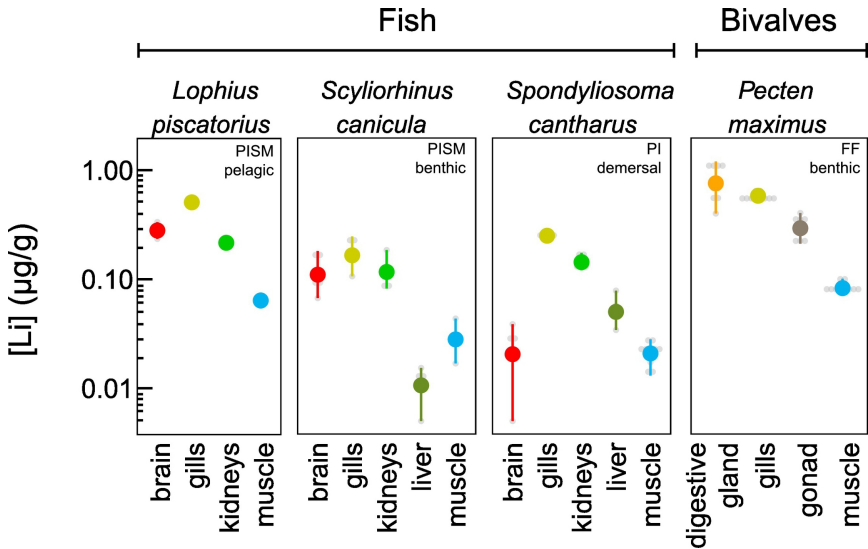 Fish
Bivalves
Lophius
piscatorius
Scyliorhinus
canicula
Spondyliosoma
cantharus
Pecten
maximus
[Li] (µg/g)
1.00
0.10
0.01
PISM
pelagic
PISM
benthic
PI
demersal
FF
benthic
brain
gills
kidneys
muscle
brain
gills
kidneys
liver
muscle
brain
gills
kidneys
liver
muscle
digestive
gland
gills
gonad
muscle